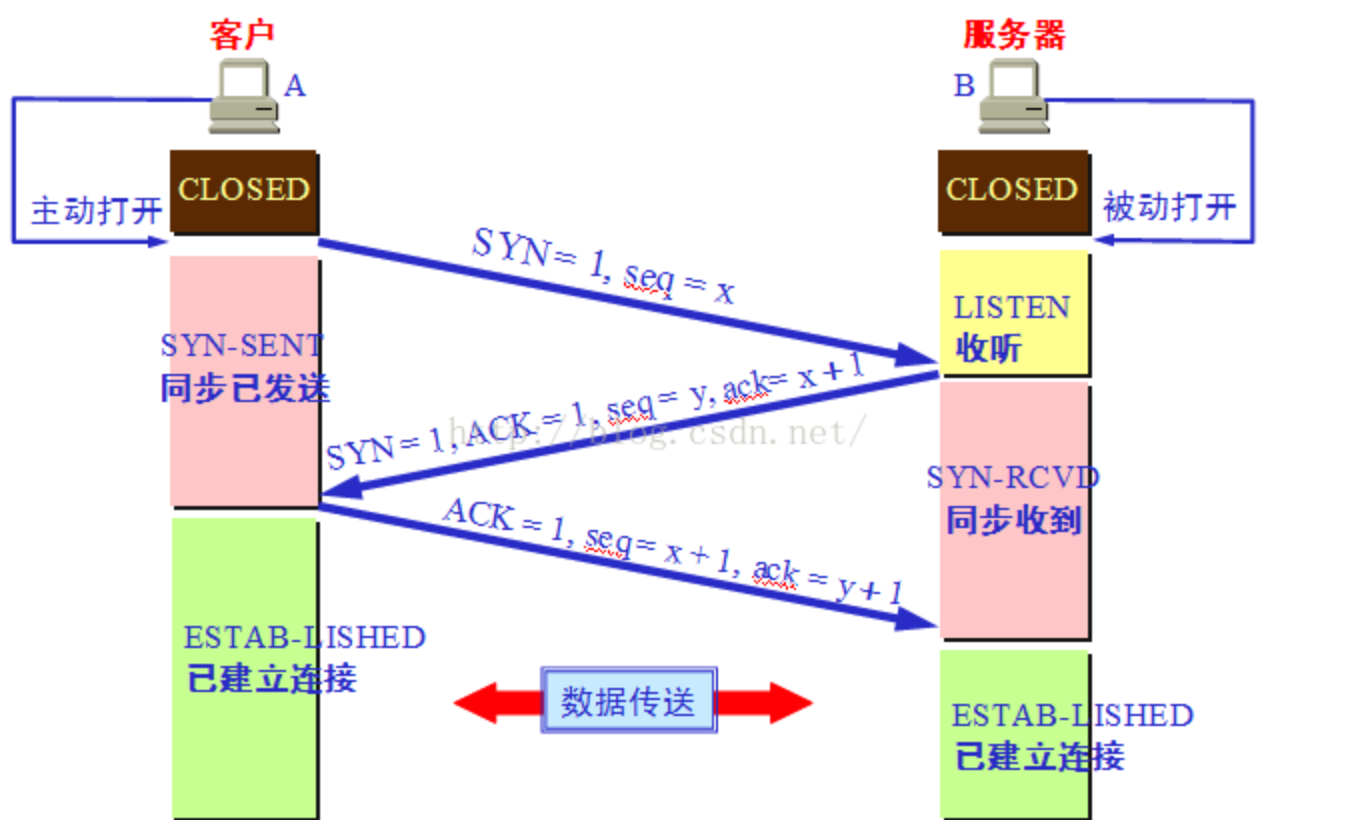 客户
服务器
A
B
CLOSED
CLOSED
主动打开
被动打开
SYN = 1, seq = x
LISTEN
收听
SYN-SENT
同步已发送
SYN = 1, ACK = 1, seq = y, ack= x + 1
http://blog.csdn.net/
SYN-RCVD
同步收到
ACK = 1, seq = x + 1, ack = y + 1
ESTAB-LISHED
已建立连接
数据传送
ESTAB-LISHED
已建立连接